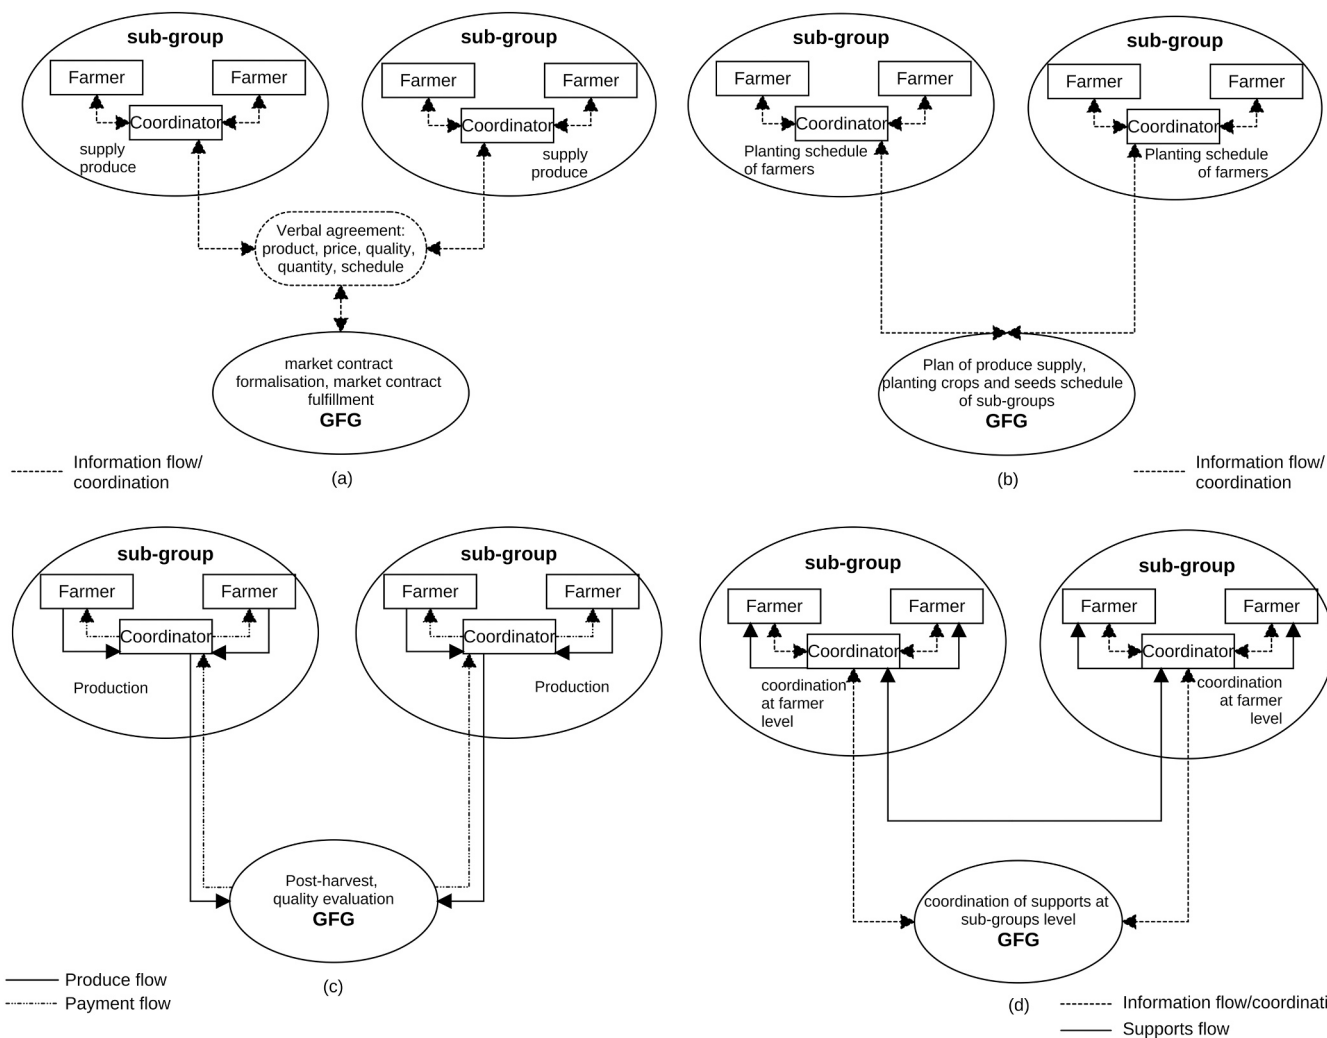 sub-group
Farmer
Farmer
Coordinator
supply
produce
sub-group
Farmer
Farmer
Coordinator
supply
produce
Verbal agreement:
product, price, quality,
quantity, schedule
market contract
formalisation, market contract
fulfillment
GFG
Information flow/
coordination
(a)
sub-group
Farmer
Farmer
Coordinator
Planting schedule
of farmers
sub-group
Farmer
Farmer
Coordinator
Planting schedule
of farmers
Plan of produce supply,
planting crops and seeds schedule
of sub-groups
GFG
(b)
Information flow/
coordination
sub-group
Farmer
Farmer
Coordinator
Production
sub-group
Farmer
Farmer
Coordinator
Production
Post-harvest,
quality evaluation
GFG
Produce flow
Payment flow
(c)
sub-group
Farmer
Farmer
Coordinator
coordination
at farmer
level
sub-group
Farmer
Farmer
Coordinator
coordination
at farmer
level
coordination of supports at
sub-groups level
GFG
(d)
Information flow/coordinati
Supports flow